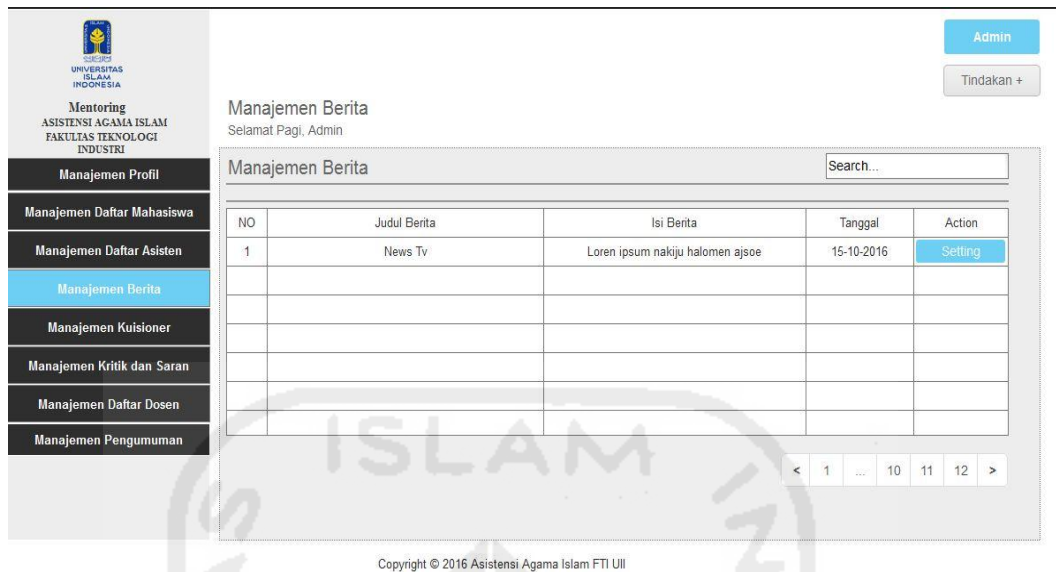 UNIVERSITAS
ISLAM
INDONESIA
Mentoring
ASISTENSI AGAMA ISLAM
FAKULTAS TEKNOLOGI
INDUSTRI
Manajemen Profil
Manajemen Daftar Mahasiswa
Manajemen Daftar Asisten
Manajemen Berita
Manajemen Kuisioner
Manajemen Kritik dan Saran
Manajemen Daftar Dosen
Manajemen Pengumuman
Admin
Tindakan +
Manajemen Berita
Selamat Pagi, Admin
Manajemen Berita
Search...
NO Judul Berita Isi Berita Tanggal Action
1 News Tv Loren ipsum nakiju halomen ajsoe 15-10-2016 Setting
< 1 ... 10 11 12 >
ISLAM
Copyright © 2016 Asistensi Agama Islam FTI UII